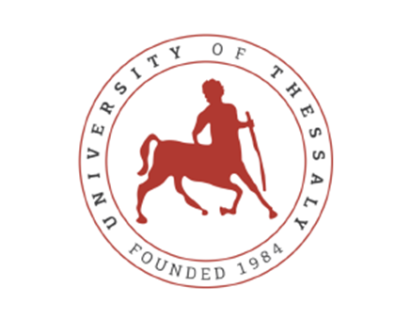 UNIVERSITY OF THESSALY
FOUNDED 1984